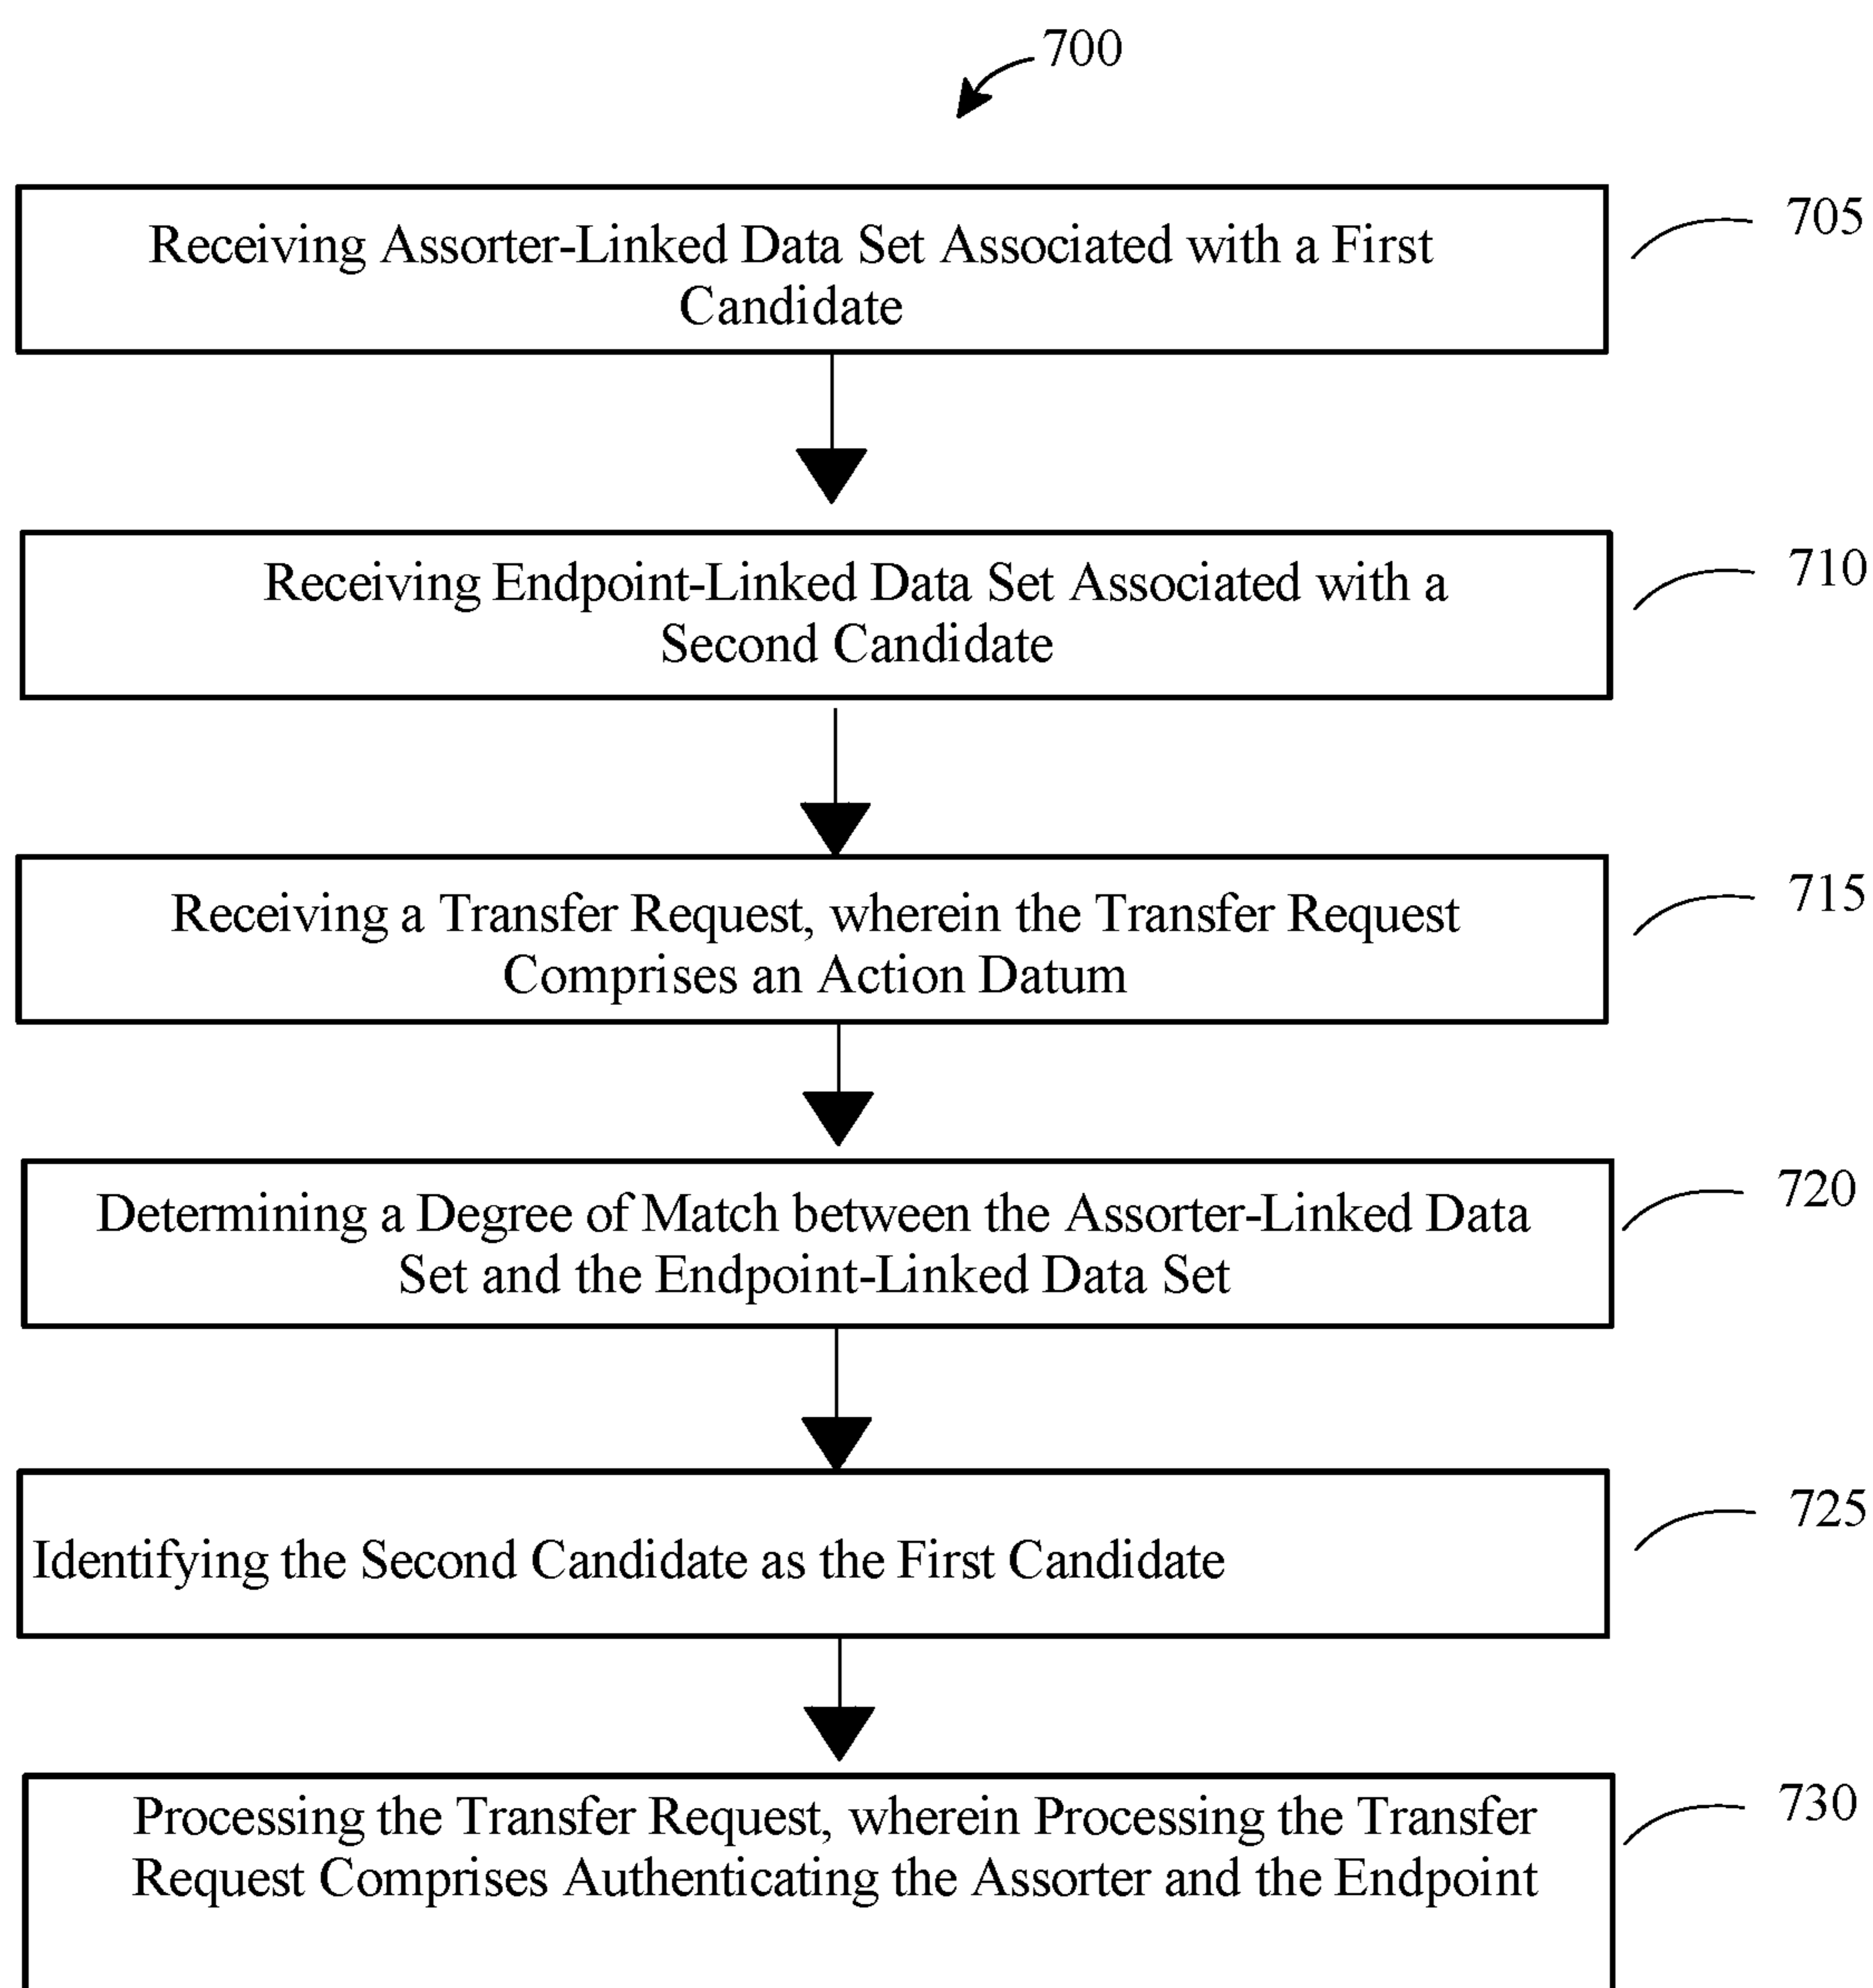 700
Receiving Assorter-Linked Data Set Associated with a First
Candidate
705
Receiving Endpoint-Linked Data Set Associated with a
Second Candidate
710
Receiving a Transfer Request, wherein the Transfer Request
Comprises an Action Datum
715
Determining a Degree of Match between the Assorter-Linked Data
Set and the Endpoint-Linked Data Set
720
Identifying the Second Candidate as the First Candidate
725
Processing the Transfer Request, wherein Processing the Transfer
Request Comprises Authenticating the Assorter and the Endpoint
730